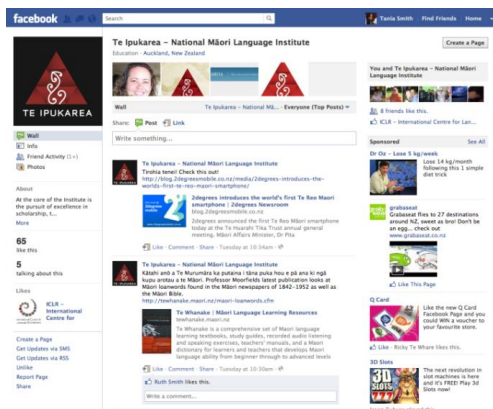 facebook
Search
Tania Smith
Find Friends
Home
Te Ipukarea – National Māori Language Institute
Education · Auckland, New Zealand
Create a Page
TE IPUKAREA
Wall
Info
Friend Activity (1+)
Photos
About
At the core of the Institute is
the pursuit of excellence in
scholarship, t...
More
65
like this
5
talking about this
Likes
ICLR –
International
Centre for
Create a Page
Get Updates via SMS
Get Updates via RSS
Unlike
Report Page
Share
Wall
Te Ipukarea – National Mā... · Everyone (Top Posts)
Share: Post Link
Write something...
Te Ipukarea – National Māori Language Institute
Tirohia tenei! Check this out!
http://blog.2degreesmobile.co.nz/media/2degrees-introduces-the-
worlds-first-te-reo-maori-smartphone/
2degrees introduces the world's first Te Reo Māori
smartphone | 2degrees Newsroom
blog.2degreesmobile.co.nz
2degrees announced the first Te Reo Māori smartphone
today at the Te Huarahi Tika Trust annual general
meeting. Māori Affairs Minister, Dr Pita
Like · Comment · Share · Tuesday at 10:34am
Te Ipukarea – National Māori Language Institute
Kātahi anō a Te Murumāra ka putaina i tāna puka hou e pā ana ki ngā
kupu arotau a te Māori. Professor Moorfields latest publication looks at
Māori loanwords found in the Māori newspapers of 1842–1952 as well as
the Māori Bible.
http://tewhanake.maori.nz/maori-loanwords.cfm
Te Whanake | Māori Language Learning Resources
tewhanake.maori.nz
Te Whanake is a comprehensive set of Maori language
learning textbooks, study guides, recorded audio listening
and speaking exercises, teachers' manuals, and a Maori
dictionary for learners and teachers that develops Maori
language ability from beginner through to advanced levels
Like · Comment · Share · Tuesday at 10:30am
Ruth Smith likes this.
Write a comment...
You and Te Ipukarea – National Māori
Language Institute
8 friends like this.
ICLR – International Centre for Lan...
Sponsored
See All
Dr Oz – Lose 5 kg/week
Lose 14 kg/month
following this 1 simple
diet trick
grabaseat
Grabaseat flies to 27 destinations
around NZ, sweet as bro! Don't be
an egg... check out
www.grabaseat.co.nz
Like This Page
Q Card
Like the new Q Card
Facebook Page and you
could WIN a voucher to
your favourite store.
Like · Ricky Te Whare likes this.
3D Slots
The next revolution in
slot machines is here
and it's FREE! Play 3d
Slots now!